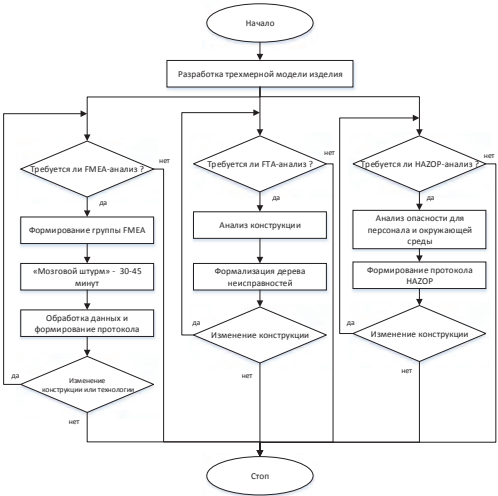 Начало
Разработка трехмерной модели изделия
Требуется ли FMEA-анализ ?
нет
да
Формирование группы FMEA
«Мозговой штурм» - 30-45
минут
Обработка данных и
формирование протокола
да
Изменение
конструкции или технологии
нет
Требуется ли FTA-анализ ?
нет
да
Анализ конструкции
Формализация дерева
неисправностей
да
Изменение конструкции
нет
Требуется ли HAZOP-анализ ?
нет
да
Анализ опасности для
персонала и окружающей
среды
Формирование протокола
HAZOP
да
Изменение конструкции
нет
Стоп